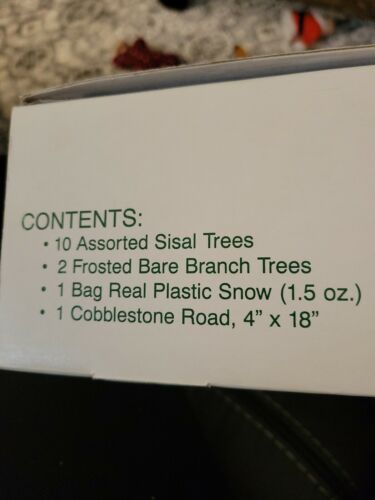 CONTENTS:
• 10 Assorted Sisal Trees
• 2 Frosted Bare Branch Trees
• 1 Bag Real Plastic Snow (1.5 oz.)
• 1 Cobblestone Road, 4” x 18”